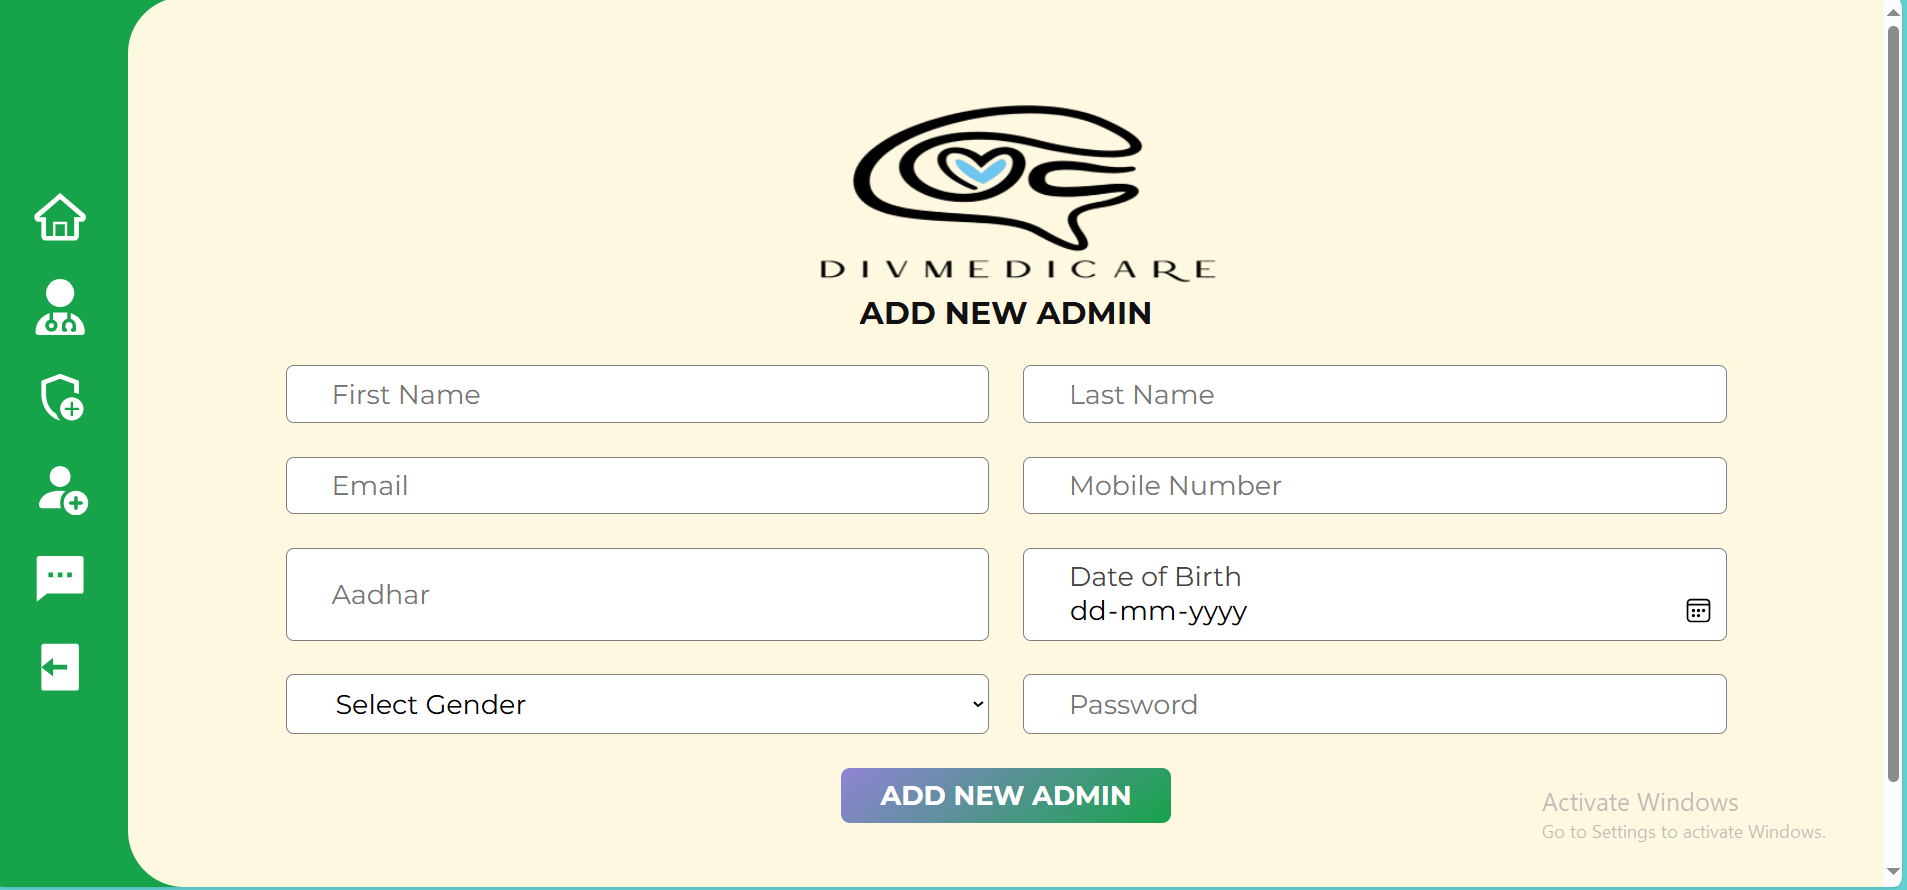 DIVMEDICARE
ADD NEW ADMIN
First Name
Last Name
Email
Mobile Number
Aadhar
Date of Birth
dd-mm-yyyy
Select Gender
Password
ADD NEW ADMIN
Activate Windows
Go to Settings to activate Windows.